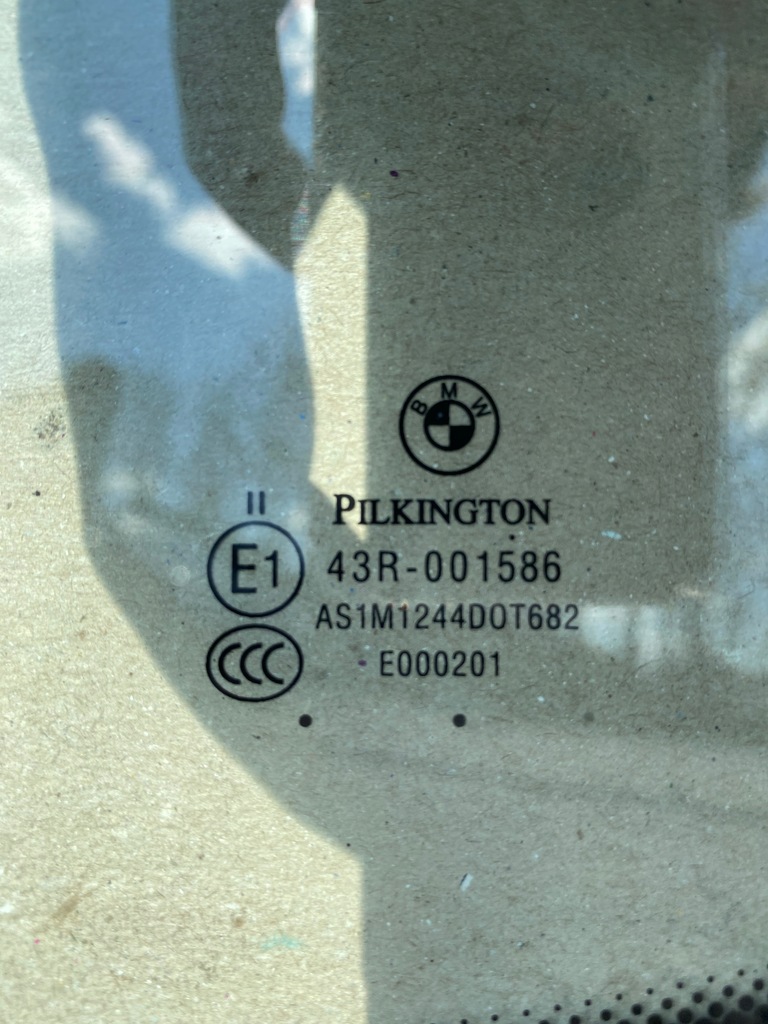 BMW
PILKINGTON
II
E1
43R-001586
AS1M1244DOT682
CCC
E000201